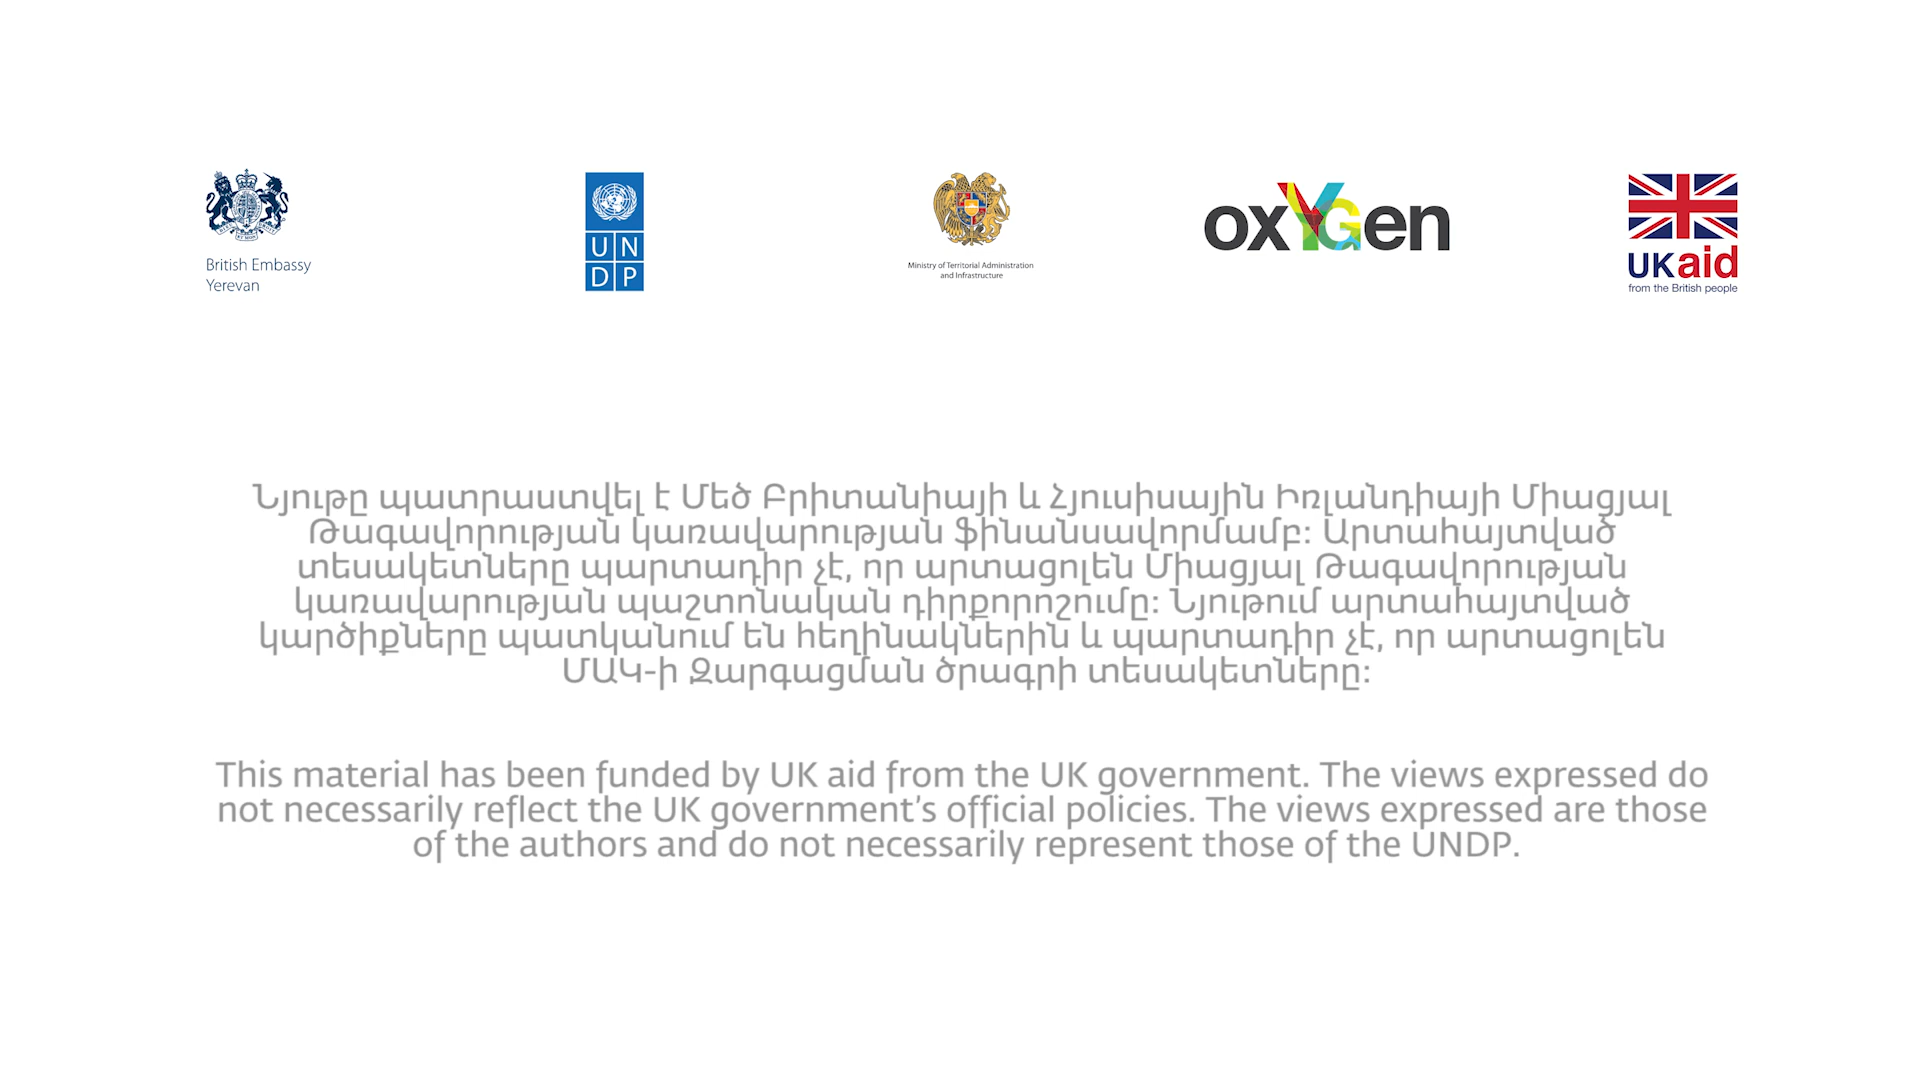 British Embassy
Yerevan
U N
D P
Ministry of Territorial Administration
and Infrastructure
oxYGen
UKaid
from the British people
Նյութը պատրաստվել է Մեծ Բրիտանիայի և Հյուսիսային Իռլանդիայի Միացյալ
Թագավորության կառավարության ֆինանսավորմամբ: Արտահայտված
տեսակետները պարտադիր չէ, որ արտացոլեն Միացյալ Թագավորության
կառավարության պաշտոնական դիրքորոշումը: Նյութում արտահայտված
կարծիքները պատկանում են հեղինակներին և պարտադիր չէ, որ արտացոլեն
ՄԱԿ-ի Զարգացման ծրագրի տեսակետները:
This material has been funded by UK aid from the UK government. The views expressed do
not necessarily reflect the UK government’s official policies. The views expressed are those
of the authors and do not necessarily represent those of the UNDP.